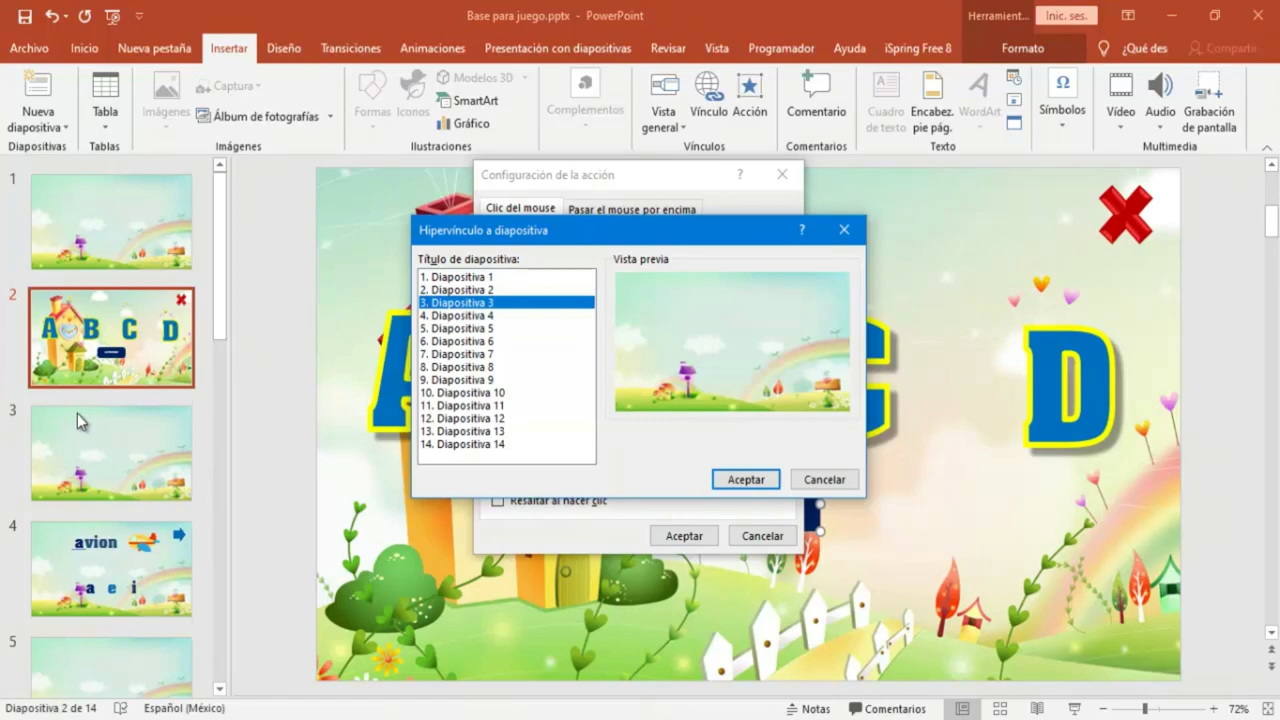 Base para juego.pptx - PowerPoint
Herramient...
Inic. ses.
Archivo
Inicio
Nueva pestaña
Insertar
Diseño
Transiciones
Animaciones
Presentación con diapositivas
Revisar
Vista
Programador
Ayuda
iSpring Free 8
Formato
¿Qué des
Compartir
Nueva
diapositiva
Tabla
Imágenes
Captura
Álbum de fotografías
Formas
Iconos
Modelos 3D
SmartArt
Gráfico
Complementos
Vista
general
Vínculo
Acción
Comentario
Cuadro
de texto
Encabez.
pie pág.
WordArt
Símbolos
Vídeo
Audio
Grabación
de pantalla
Diapositivas
Tablas
Imágenes
Ilustraciones
Vínculos
Comentarios
Texto
Multimedia
1
2
A B C D
3
4
avion
a e i
5
Configuración de la acción
Clic del mouse
Pasar el mouse por encima
Hipervínculo a diapositiva
Título de diapositiva:
1. Diapositiva 1
2. Diapositiva 2
3. Diapositiva 3
4. Diapositiva 4
5. Diapositiva 5
6. Diapositiva 6
7. Diapositiva 7
8. Diapositiva 8
9. Diapositiva 9
10. Diapositiva 10
11. Diapositiva 11
12. Diapositiva 12
13. Diapositiva 13
14. Diapositiva 14
Vista previa
Aceptar
Cancelar
Resaltar al hacer clic
Aceptar
Cancelar
A
C
D
Diapositiva 2 de 14
Español (México)
Notas
Comentarios
72%